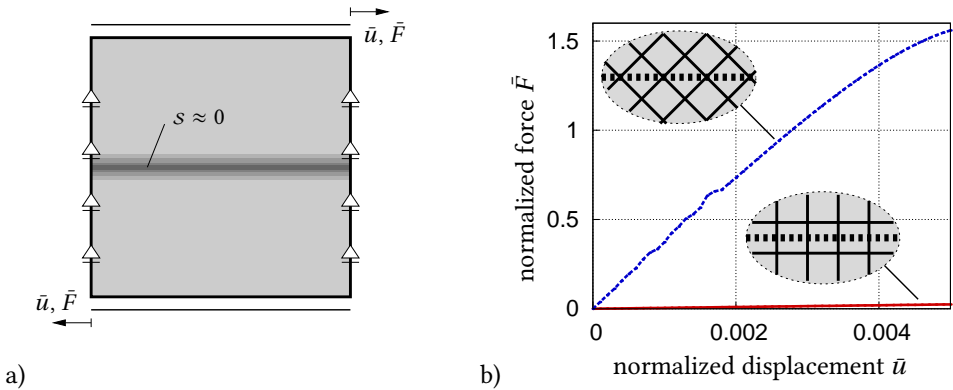 ū, F̄
𝑠 ≈ 0
ū, F̄
a)
normalized force F̄
1.5
1
0.5
0
0
0.002
0.004
normalized displacement ū
b)